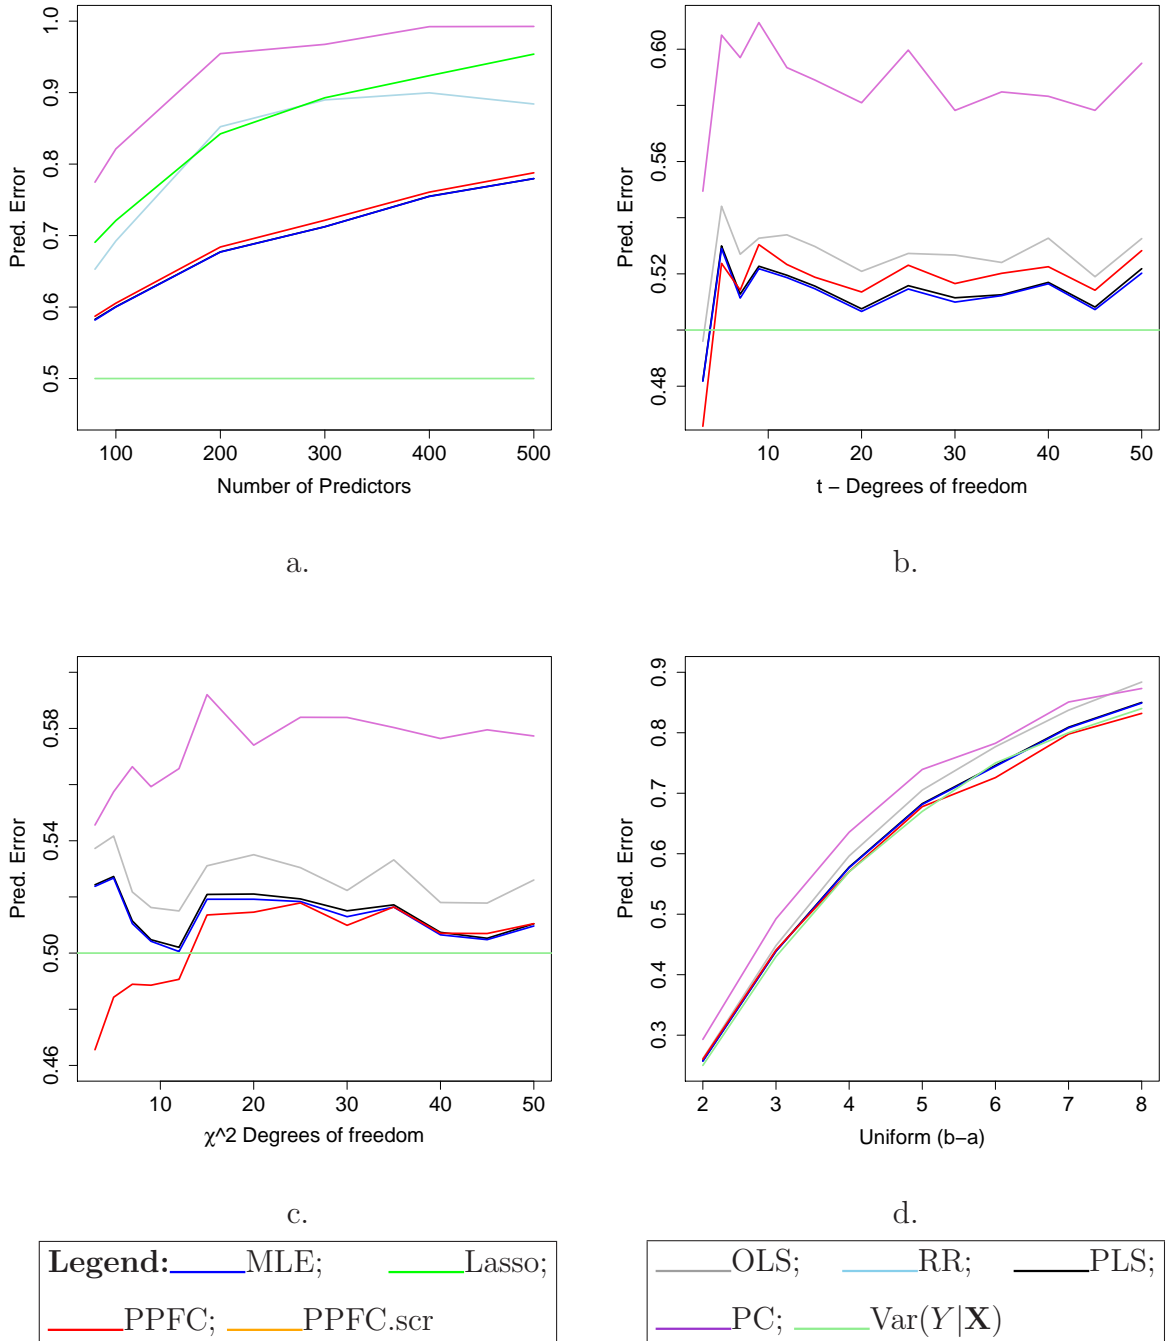 1.0
0.9
0.8
0.7
0.6
0.5
Pred. Error
100 200 300 400 500
Number of Predictors
a.
0.60
0.56
0.52
0.48
Pred. Error
10 20 30 40 50
t − Degrees of freedom
b.
0.58
0.54
0.50
0.46
Pred. Error
10 20 30 40 50
χ^2 Degrees of freedom
c.
0.9
0.8
0.7
0.6
0.5
0.4
0.3
Pred. Error
2 3 4 5 6 7 8
Uniform (b−a)
d.
Legend: MLE; Lasso;
PPFC; PPFC.scr
OLS; RR; PLS;
PC; Var(Y|X)